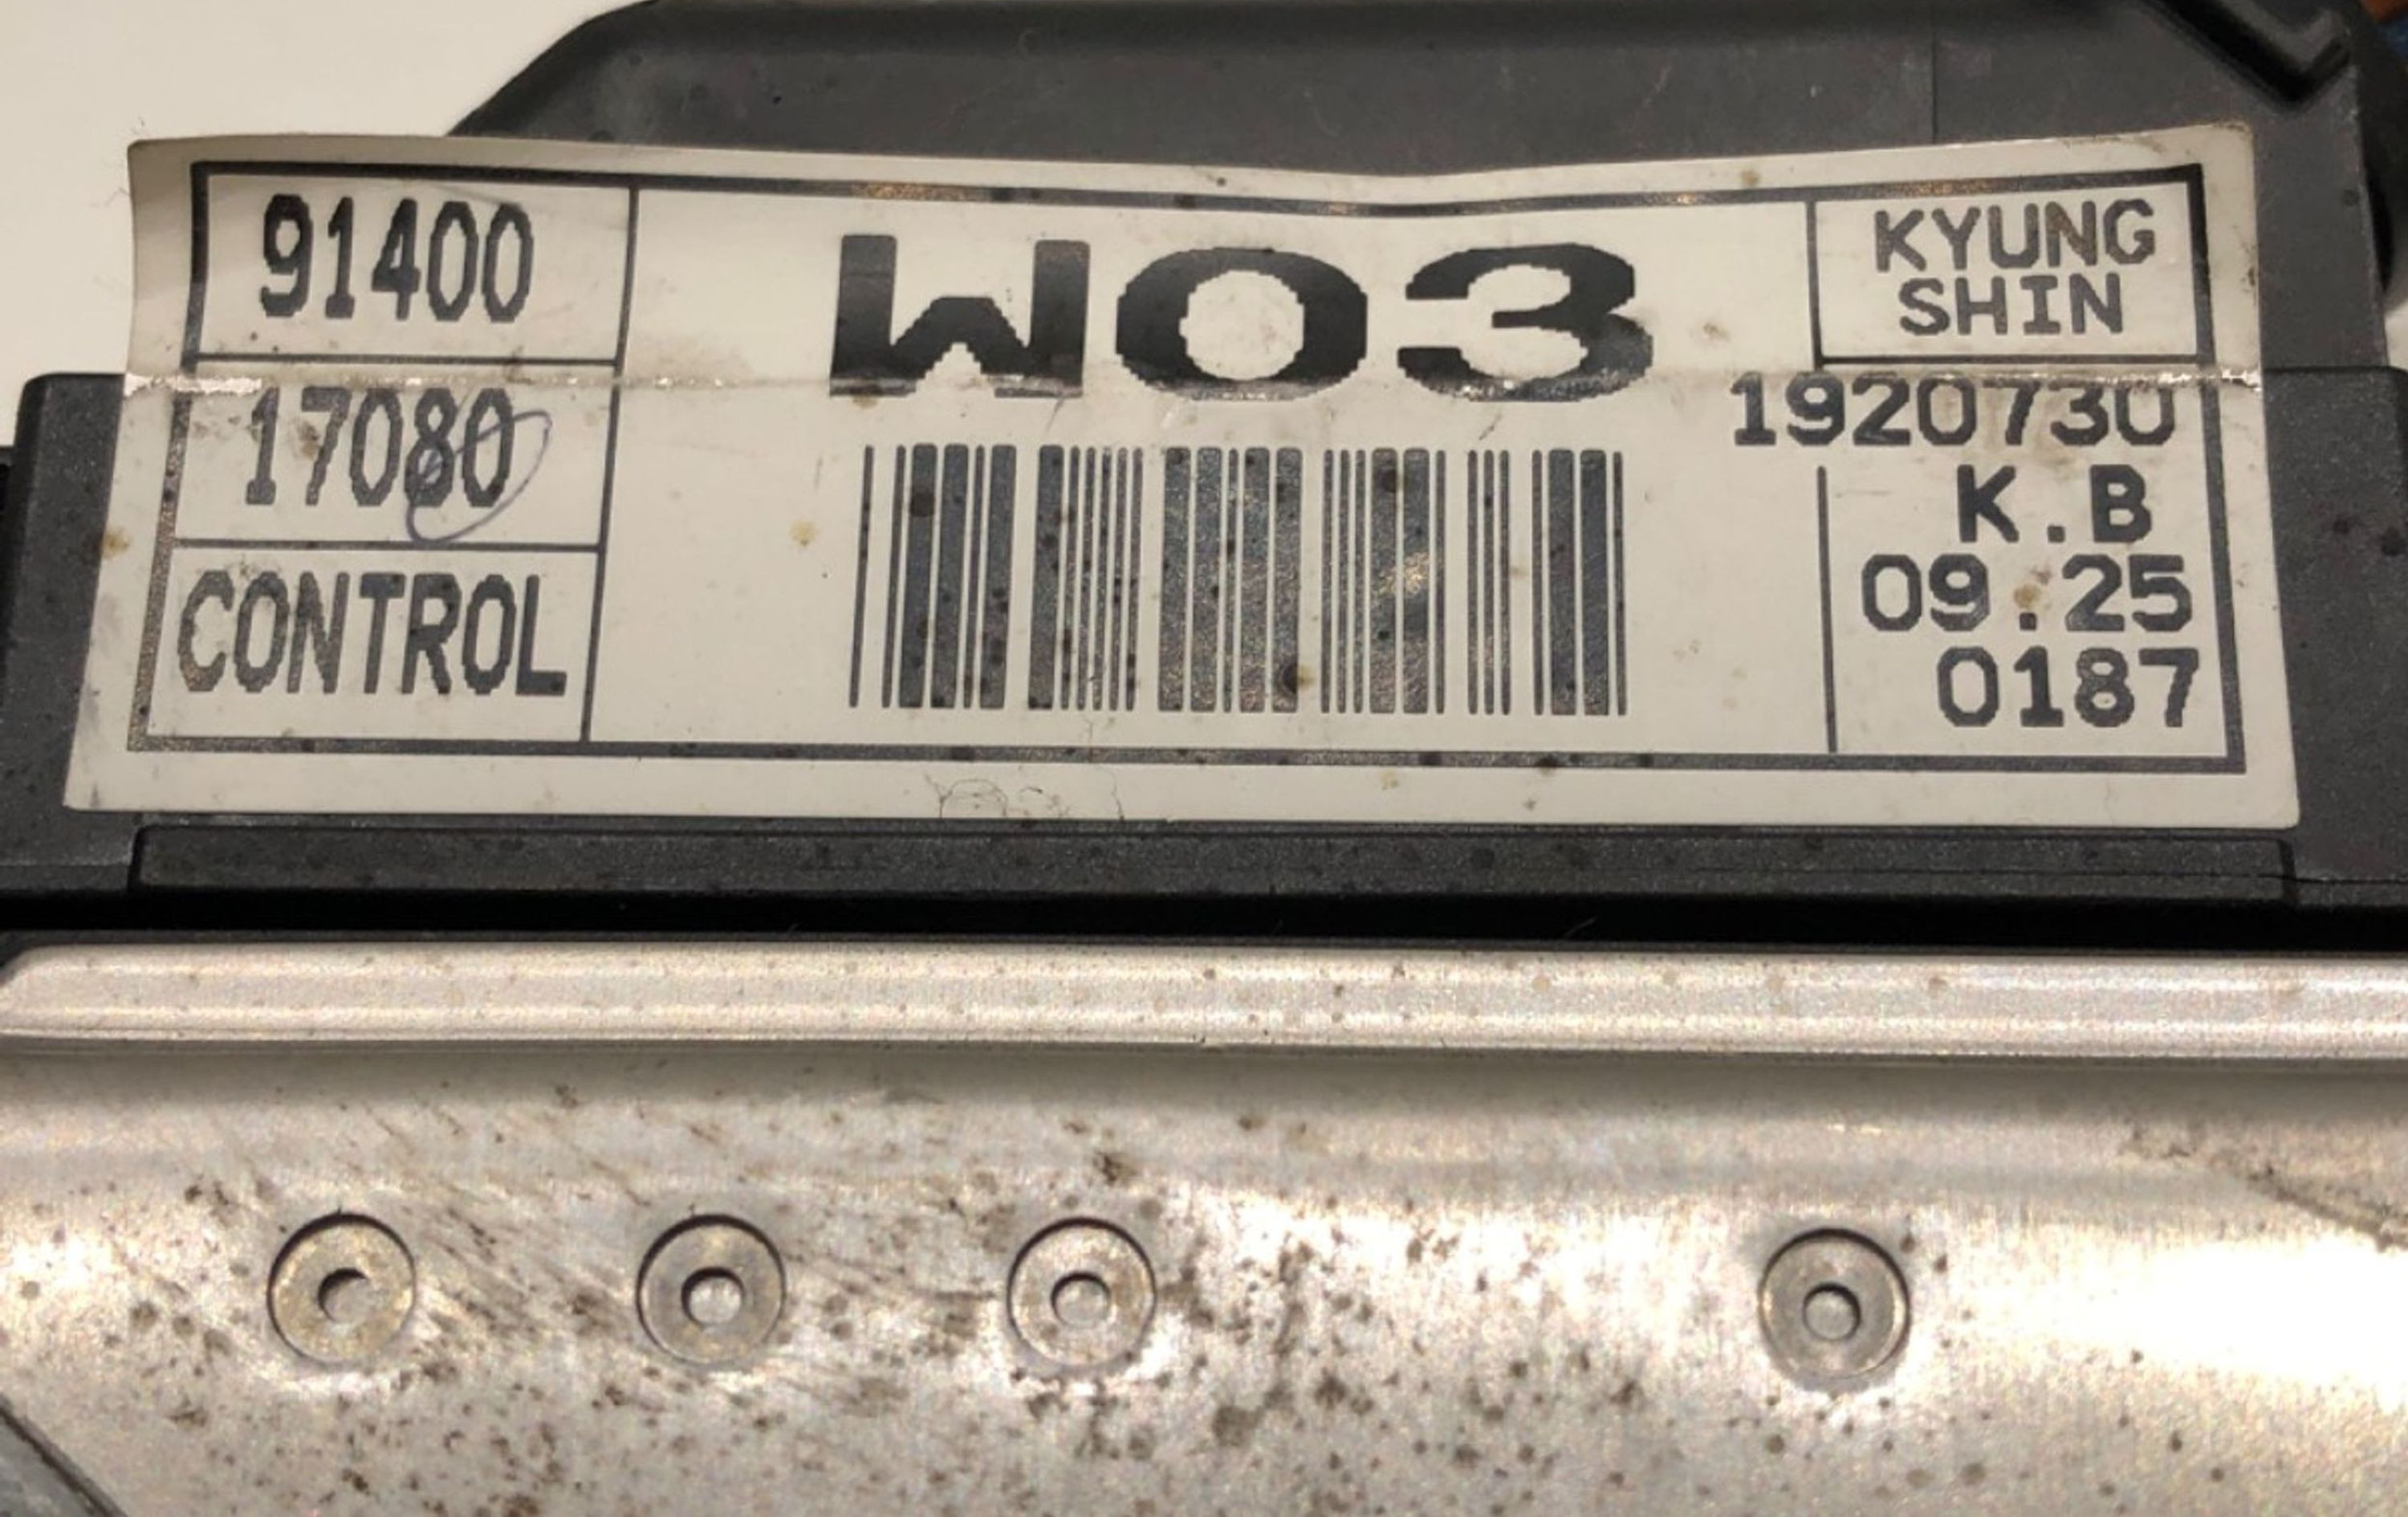 91400
17080
CONTROL
W03
KYUNG
SHIN
1920730
K.B
09.25
0187